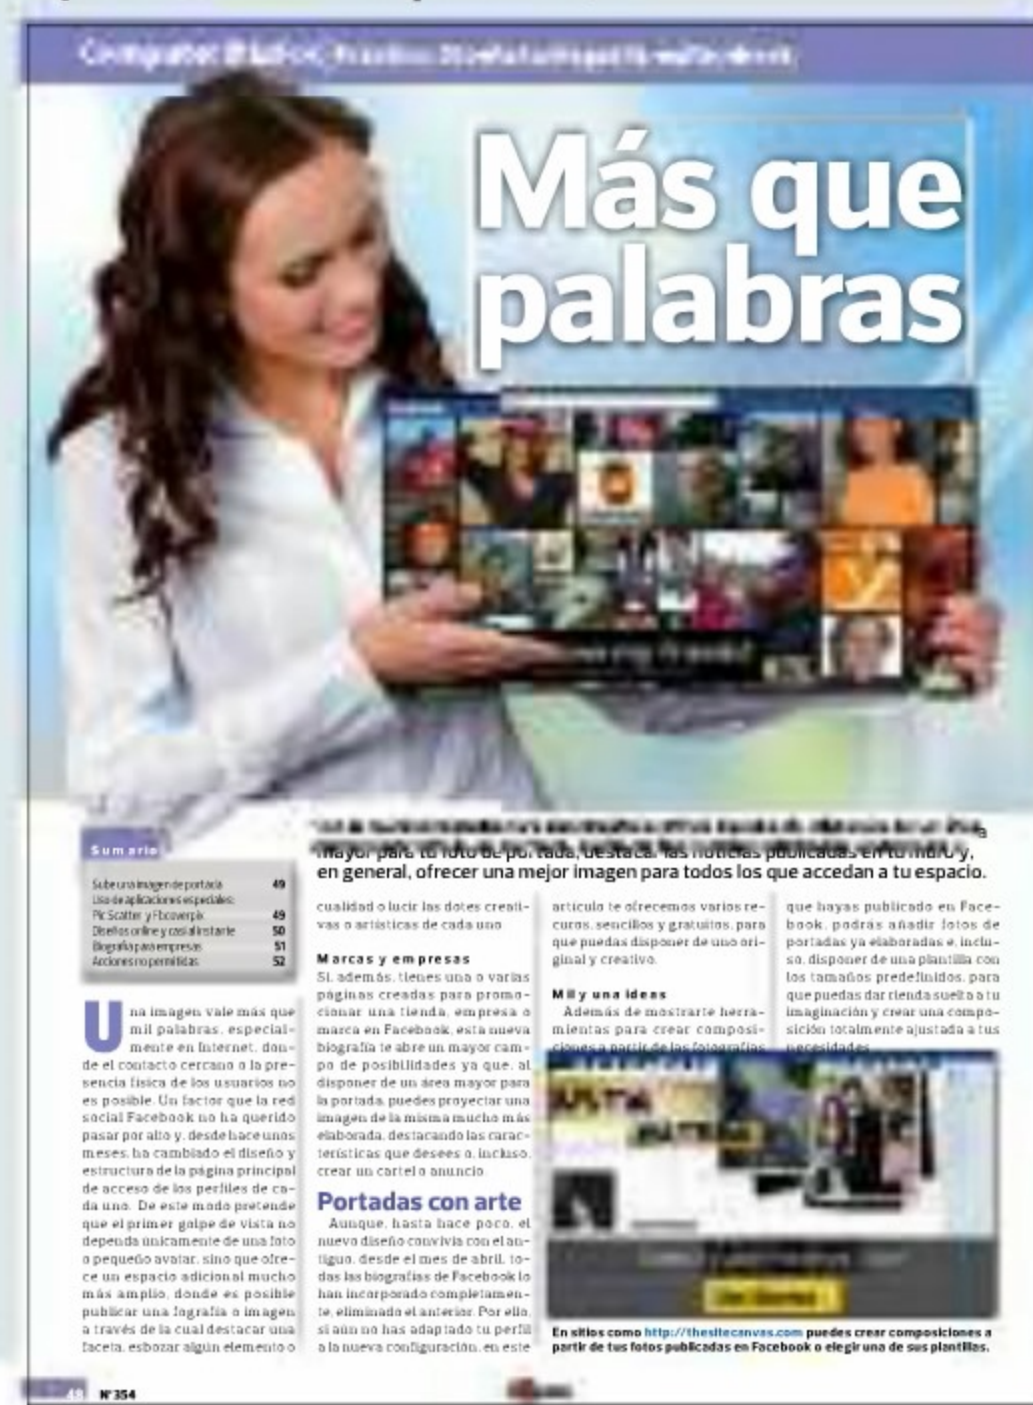 Más que
palabras
Sumario
Sube una imagen de portada 49
Uso de aplicaciones especiales:
Pic Scatter y Fbcoverpix 49
Diseños online y casi al instante 50
Biografía para empresas 51
Acciones no permitidas 52
mayor para tu foto de portada, destacar las noticias publicadas en tu muro y,
en general, ofrecer una mejor imagen para todos los que accedan a tu espacio.
Una imagen vale más que
mil palabras, especial-
mente en Internet, don-
de el contacto cercano o la pre-
sencia física de los usuarios no
es posible. Un factor que la red
social Facebook no ha querido
pasar por alto y, desde hace unos
meses, ha cambiado el diseño y
estructura de la página principal
de acceso de los perfiles de ca-
da uno. De este modo pretende
que el primer golpe de vista no
dependa únicamente de una foto
o pequeño avatar, sino que ofre-
ce un espacio adicional mucho
más amplio, donde es posible
publicar una fografía o imagen
a través de la cual destacar una
faceta, esbozar algún elemento o
cualidad o lucir las dotes creati-
vas o artísticas de cada uno
Marcas y empresas
Si, además, tienes una o varias
páginas creadas para promo-
cionar una tienda, empresa o
marca en Facebook, esta nueva
biografía te abre un mayor cam-
po de posibilidades ya que, al
disponer de un área mayor para
la portada, puedes proyectar una
imagen de la misma mucho más
elaborada, destacando las carac-
terísticas que desees o, incluso,
crear un cartel o anuncio.
Portadas con arte
Aunque, hasta hace poco, el
nuevo diseño convivía con el an-
tiguo, desde el mes de abril, to-
das las biografías de Facebook lo
han incorporado completamen-
te, eliminado el anterior. Por ello,
si aún no has adaptado tu perfil
a la nueva configuración, en este
artículo te ofrecemos varios re-
curos, sencillos y gratuitos, para
que puedas disponer de uno ori-
ginal y creativo.
Mil y una ideas
Además de mostrarte herra-
mientas para crear composi-
ciones a partir de las fotografías
que hayas publicado en Face-
book, podrás añadir fotos de
portadas ya elaboradas e, inclu-
so, disponer de una plantilla con
los tamaños predefinidos, para
que puedas dar rienda suelta a tu
imaginación y crear una compo-
sición totalmente ajustada a tus
necesidades
En sitios como http://thesitecanvas.com puedes crear composiciones a
partir de tus fotos publicadas en Facebook o elegir una de sus plantillas.
48 N° 354